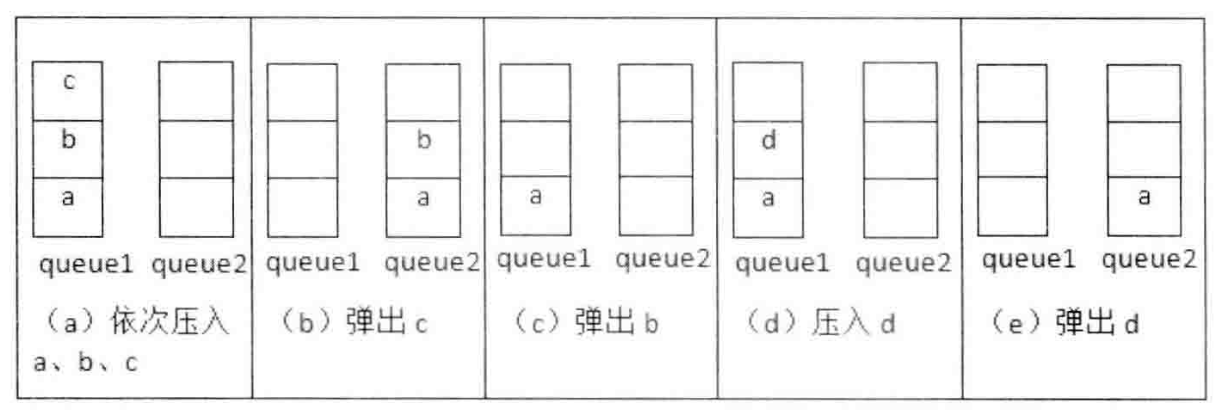 c
b
a
queue1 queue2
(a) 依次压入
a、b、c
b
a
queue1 queue2
(b) 弹出 c
a
queue1 queue2
(c) 弹出 b
d
a
queue1 queue2
(d) 压入 d
a
queue1 queue2
(e) 弹出 d